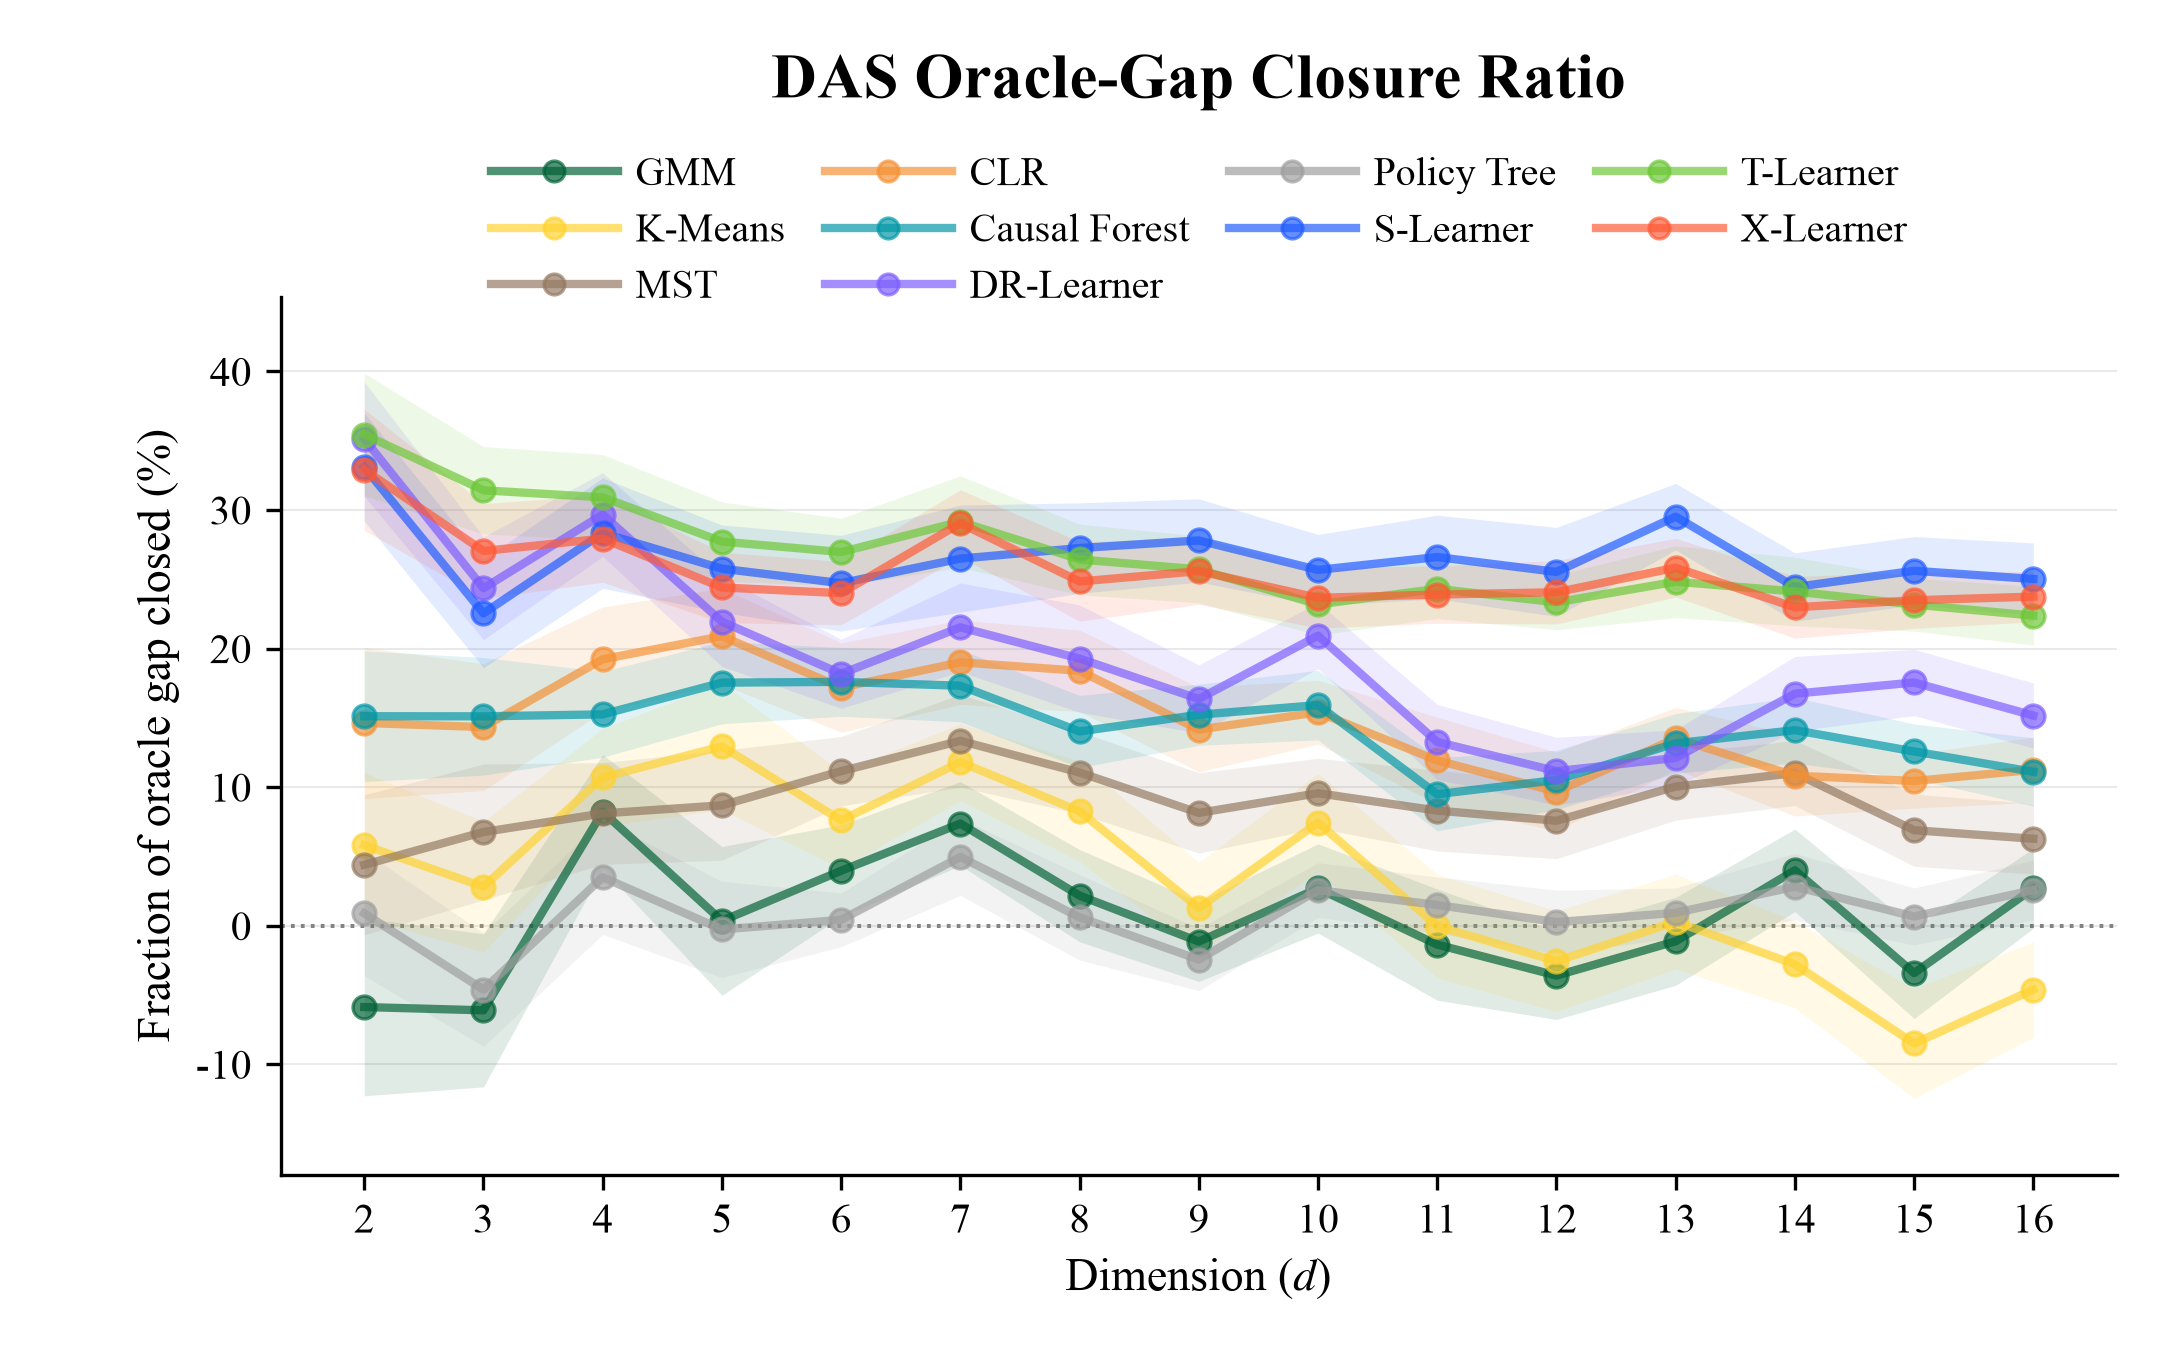 DAS Oracle-Gap Closure Ratio
GMM CLR Policy Tree T-Learner
K-Means Causal Forest S-Learner X-Learner
MST DR-Learner
Fraction of oracle gap closed (%)
40
30
20
10
0
-10
2 3 4 5 6 7 8 9 10 11 12 13 14 15 16
Dimension (d)